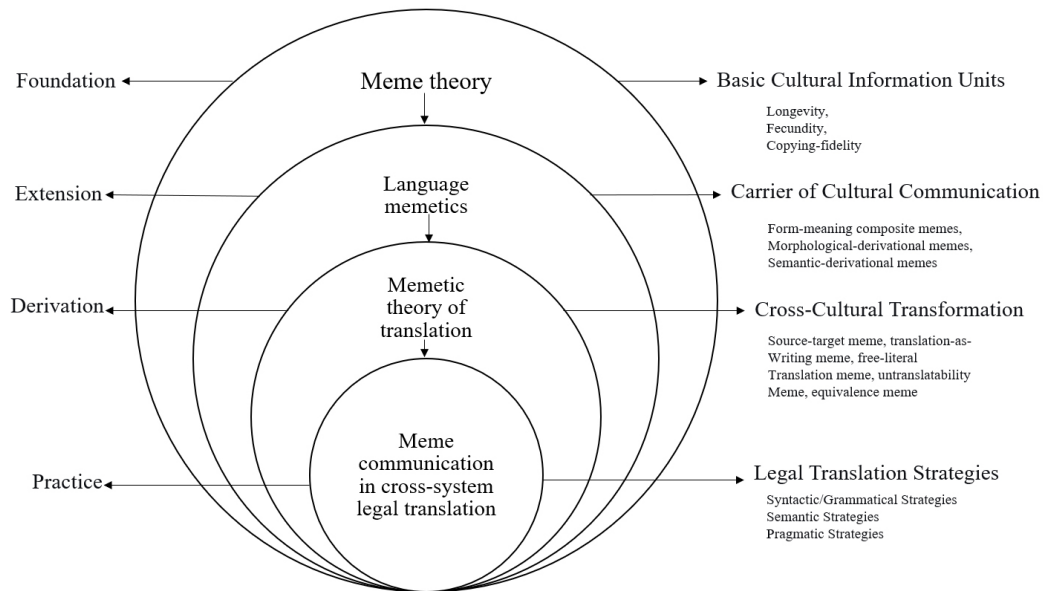 Foundation
Meme theory
Basic Cultural Information Units
Longevity,
Fecundity,
Copying-fidelity
Extension
Language
memetics
Carrier of Cultural Communication
Form-meaning composite memes,
Morphological-derivational memes,
Semantic-derivational memes
Derivation
Memetic
theory of
translation
Cross-Cultural Transformation
Source-target meme, translation-as-
Writing meme, free-literal
Translation meme, untranslatability
Meme, equivalence meme
Practice
Meme
communication
in cross-system
legal translation
Legal Translation Strategies
Syntactic/Grammatical Strategies
Semantic Strategies
Pragmatic Strategies